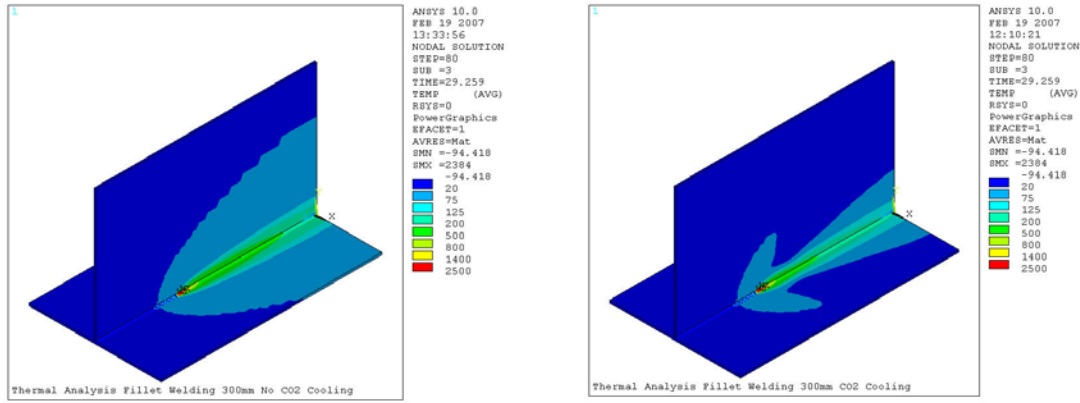 1
ANSYS 10.0
FEB 19 2007
13:33:56
NODAL SOLUTION
STEP=80
SUB =3
TIME=29.259
TEMP (AVG)
RSYS=0
PowerGraphics
EFACET=1
AVRES=Mat
SMN =-94.418
SMX =2384
-94.418
20
75
125
200
500
800
1400
2500
X
Thermal Analysis Fillet Welding 300mm No CO2 Cooling
1
ANSYS 10.0
FEB 19 2007
12:10:21
NODAL SOLUTION
STEP=80
SUB =3
TIME=29.259
TEMP (AVG)
RSYS=0
PowerGraphics
EFACET=1
AVRES=Mat
SMN =-94.418
SMX =2384
-94.418
20
75
125
200
500
800
1400
2500
X
Thermal Analysis Fillet Welding 300mm CO2 Cooling